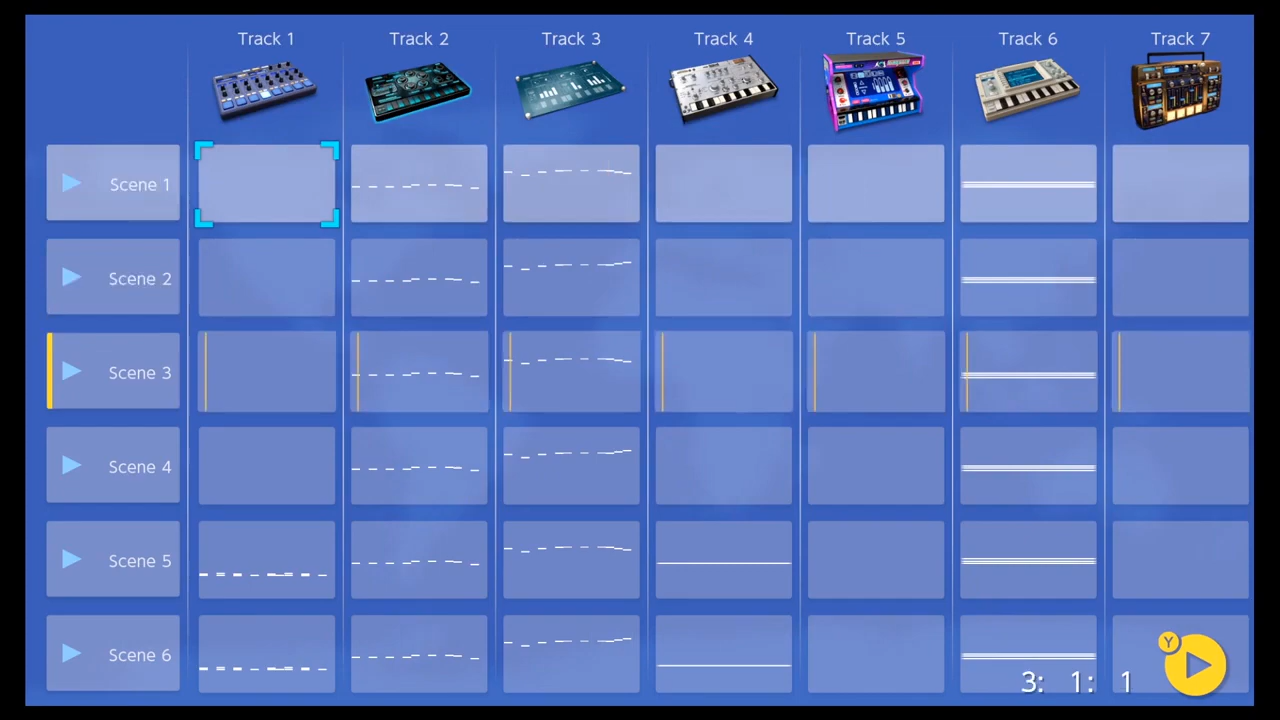 Track 1 Track 2 Track 3 Track 4 Track 5 Track 6 Track 7
Scene 1
Scene 2
Scene 3
Scene 4
Scene 5
Scene 6
Y
3: 1: 1